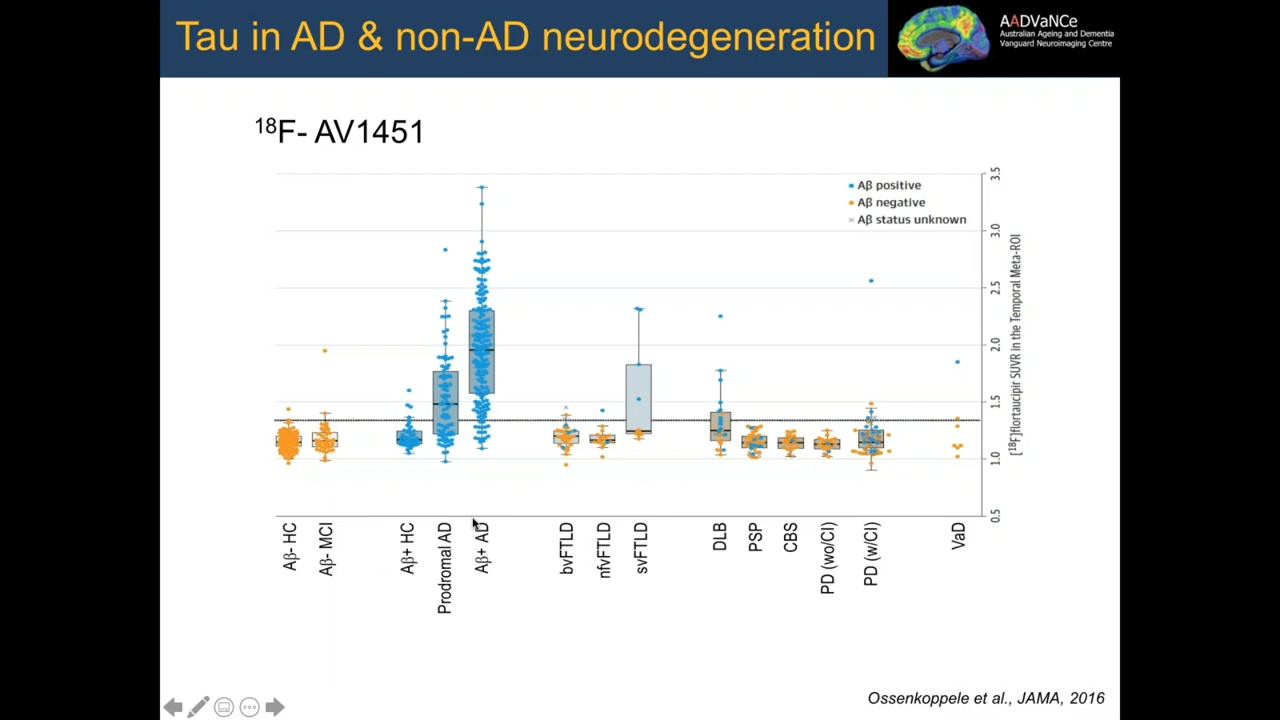 Tau in AD & non-AD neurodegeneration
AADVaNCe
Australian Ageing and Dementia
Vanguard Neuroimaging Centre
18F- AV1451
Aβ positive
Aβ negative
Aβ status unknown
3.5
3.0
2.5
2.0
1.5
1.0
0.5
[18F]flortaucipir SUVR in the Temporal Meta-ROI
Aβ- HC
Aβ- MCI
Aβ+ HC
Prodromal AD
Aβ+ AD
bvFTLD
nfvFTLD
svFTLD
DLB
PSP
CBS
PD (wo/CI)
PD (w/CI)
VaD
Ossenkoppele et al., JAMA, 2016